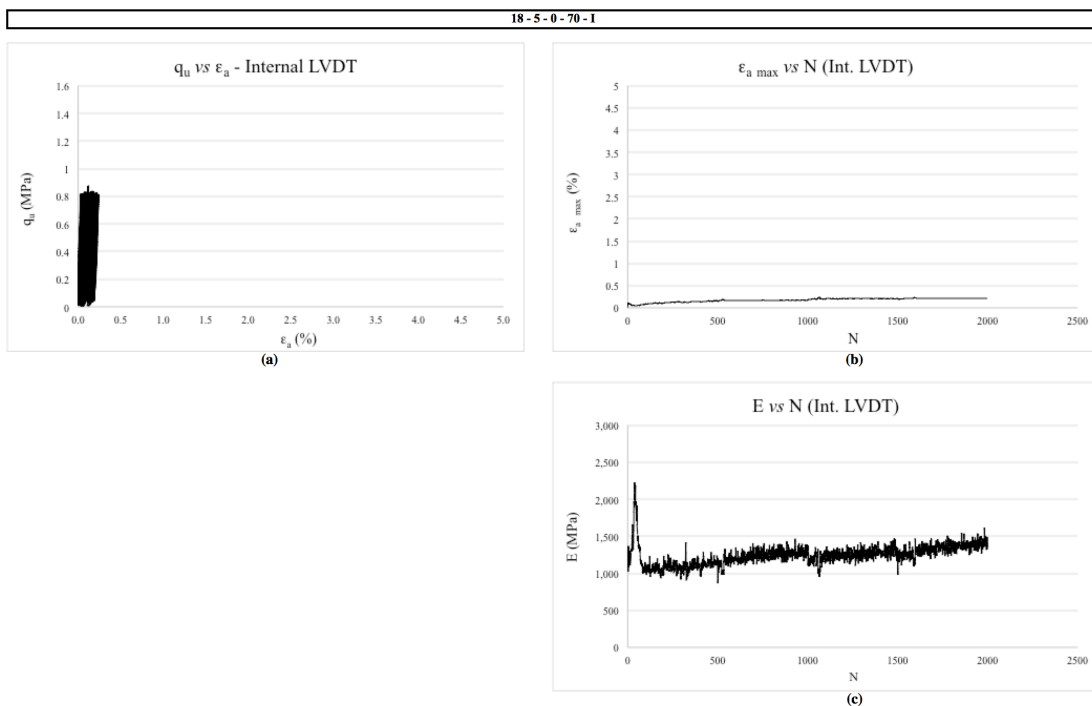 18 - 5 - 0 - 70 - I
qu vs εa - Internal LVDT
1.6
1.4
1.2
1
0.8
0.6
0.4
0.2
0
qu (MPa)
0.0 0.5 1.0 1.5 2.0 2.5 3.0 3.5 4.0 4.5 5.0
εa (%)
(a)
εa max vs N (Int. LVDT)
5
4.5
4
3.5
3
2.5
2
1.5
1
0.5
0
εa max (%)
0 500 1000 1500 2000 2500
N
(b)
E vs N (Int. LVDT)
3,000
2,500
2,000
1,500
1,000
500
0
E (MPa)
0 500 1000 1500 2000 2500
N
(c)